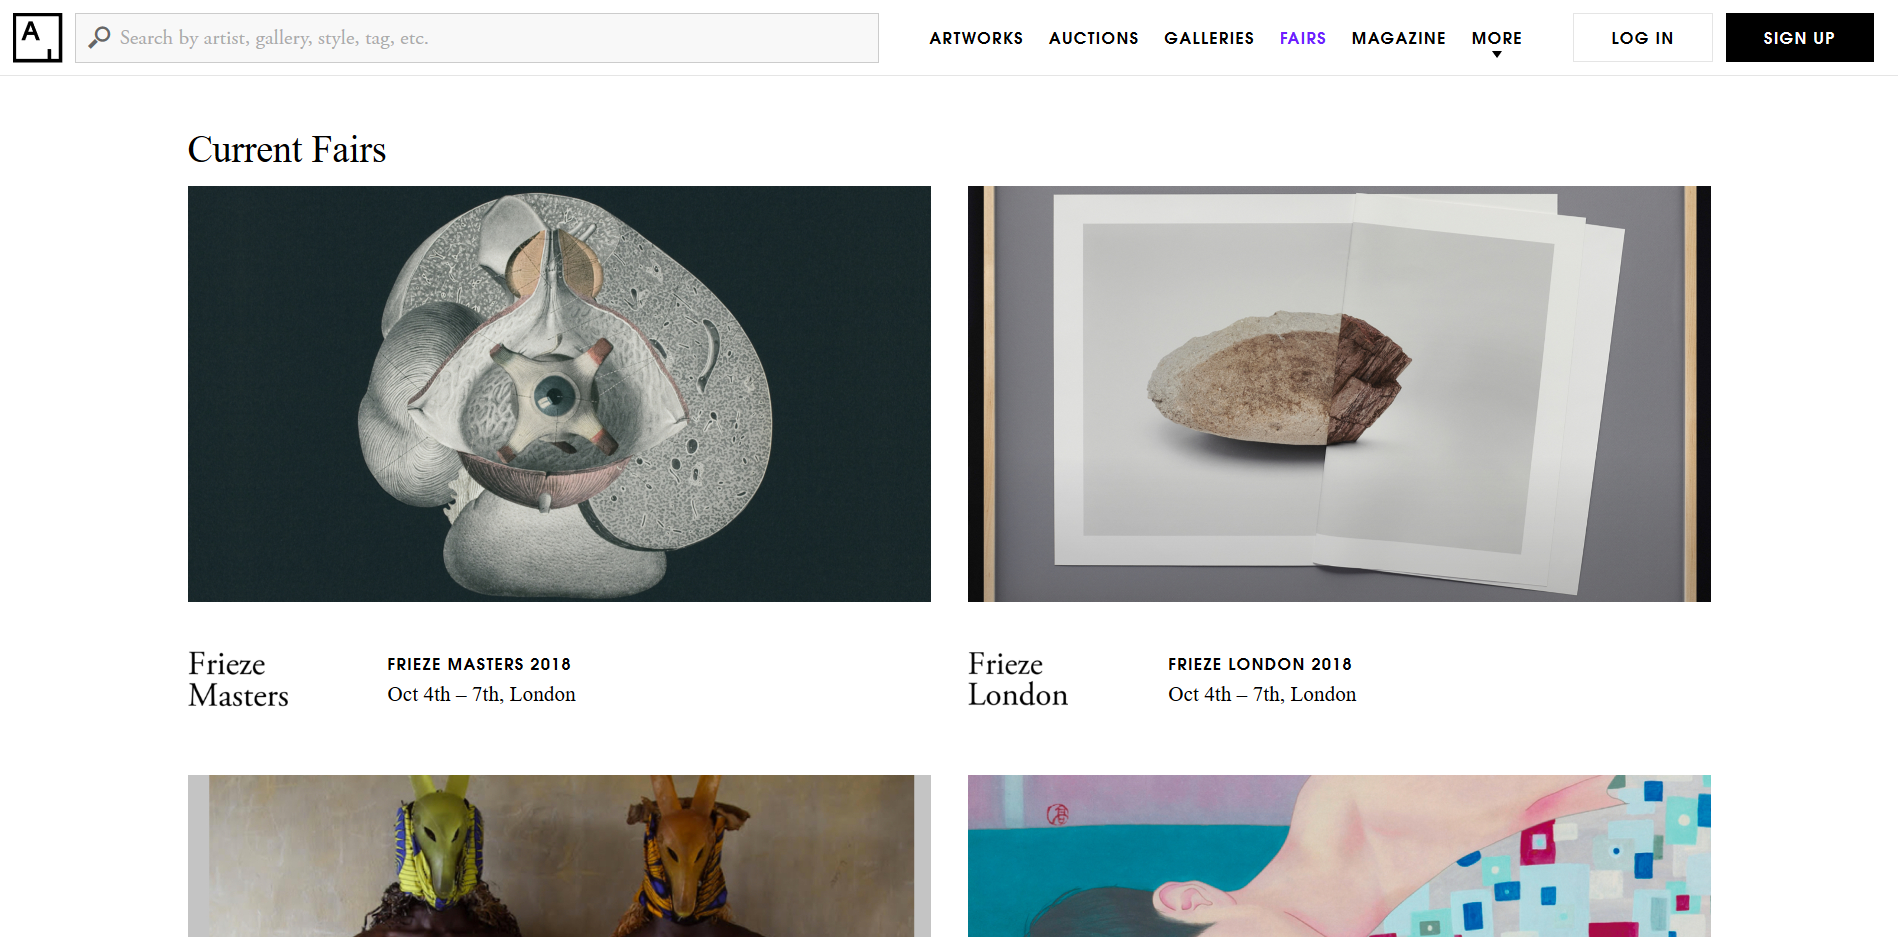 A
Search by artist, gallery, style, tag, etc.
ARTWORKS AUCTIONS GALLERIES FAIRS MAGAZINE MORE
LOG IN
SIGN UP
Current Fairs
Frieze
Masters
FRIEZE MASTERS 2018
Oct 4th – 7th, London
Frieze
London
FRIEZE LONDON 2018
Oct 4th – 7th, London